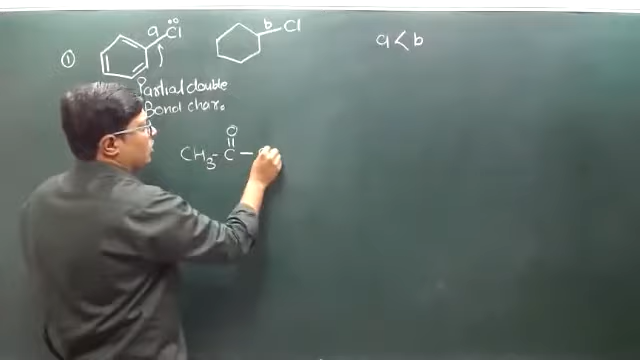 ① a Cl b Cl a < b
Partial double
Bond char.
O
CH3-C-